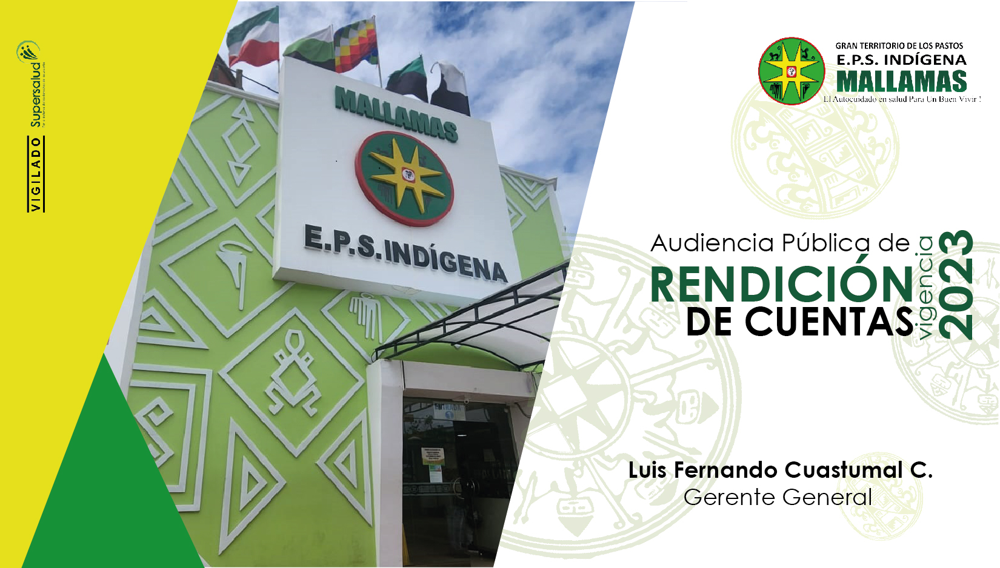 VIGILADO Supersalud
MALLAMAS
E.P.S. INDÍGENA
ENTRADA
GRAN TERRITORIO DE LOS PASTOS
E.P.S. INDÍGENA
MALLAMAS
El Autocuidado en salud Para Un Buen Vivir !
Audiencia Pública de
RENDICIÓN
DE CUENTAS
vigencia
2023
Luis Fernando Cuastumal C.
Gerente General